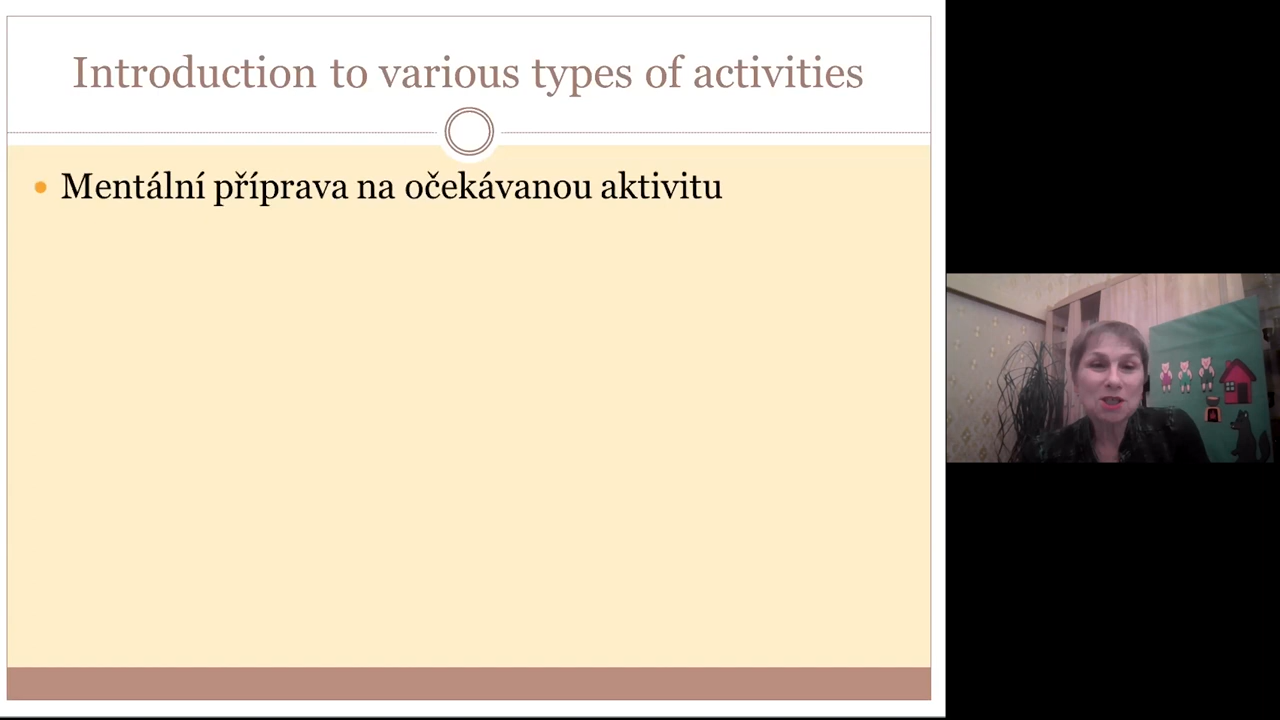 Introduction to various types of activities
Mentální příprava na očekávanou aktivitu